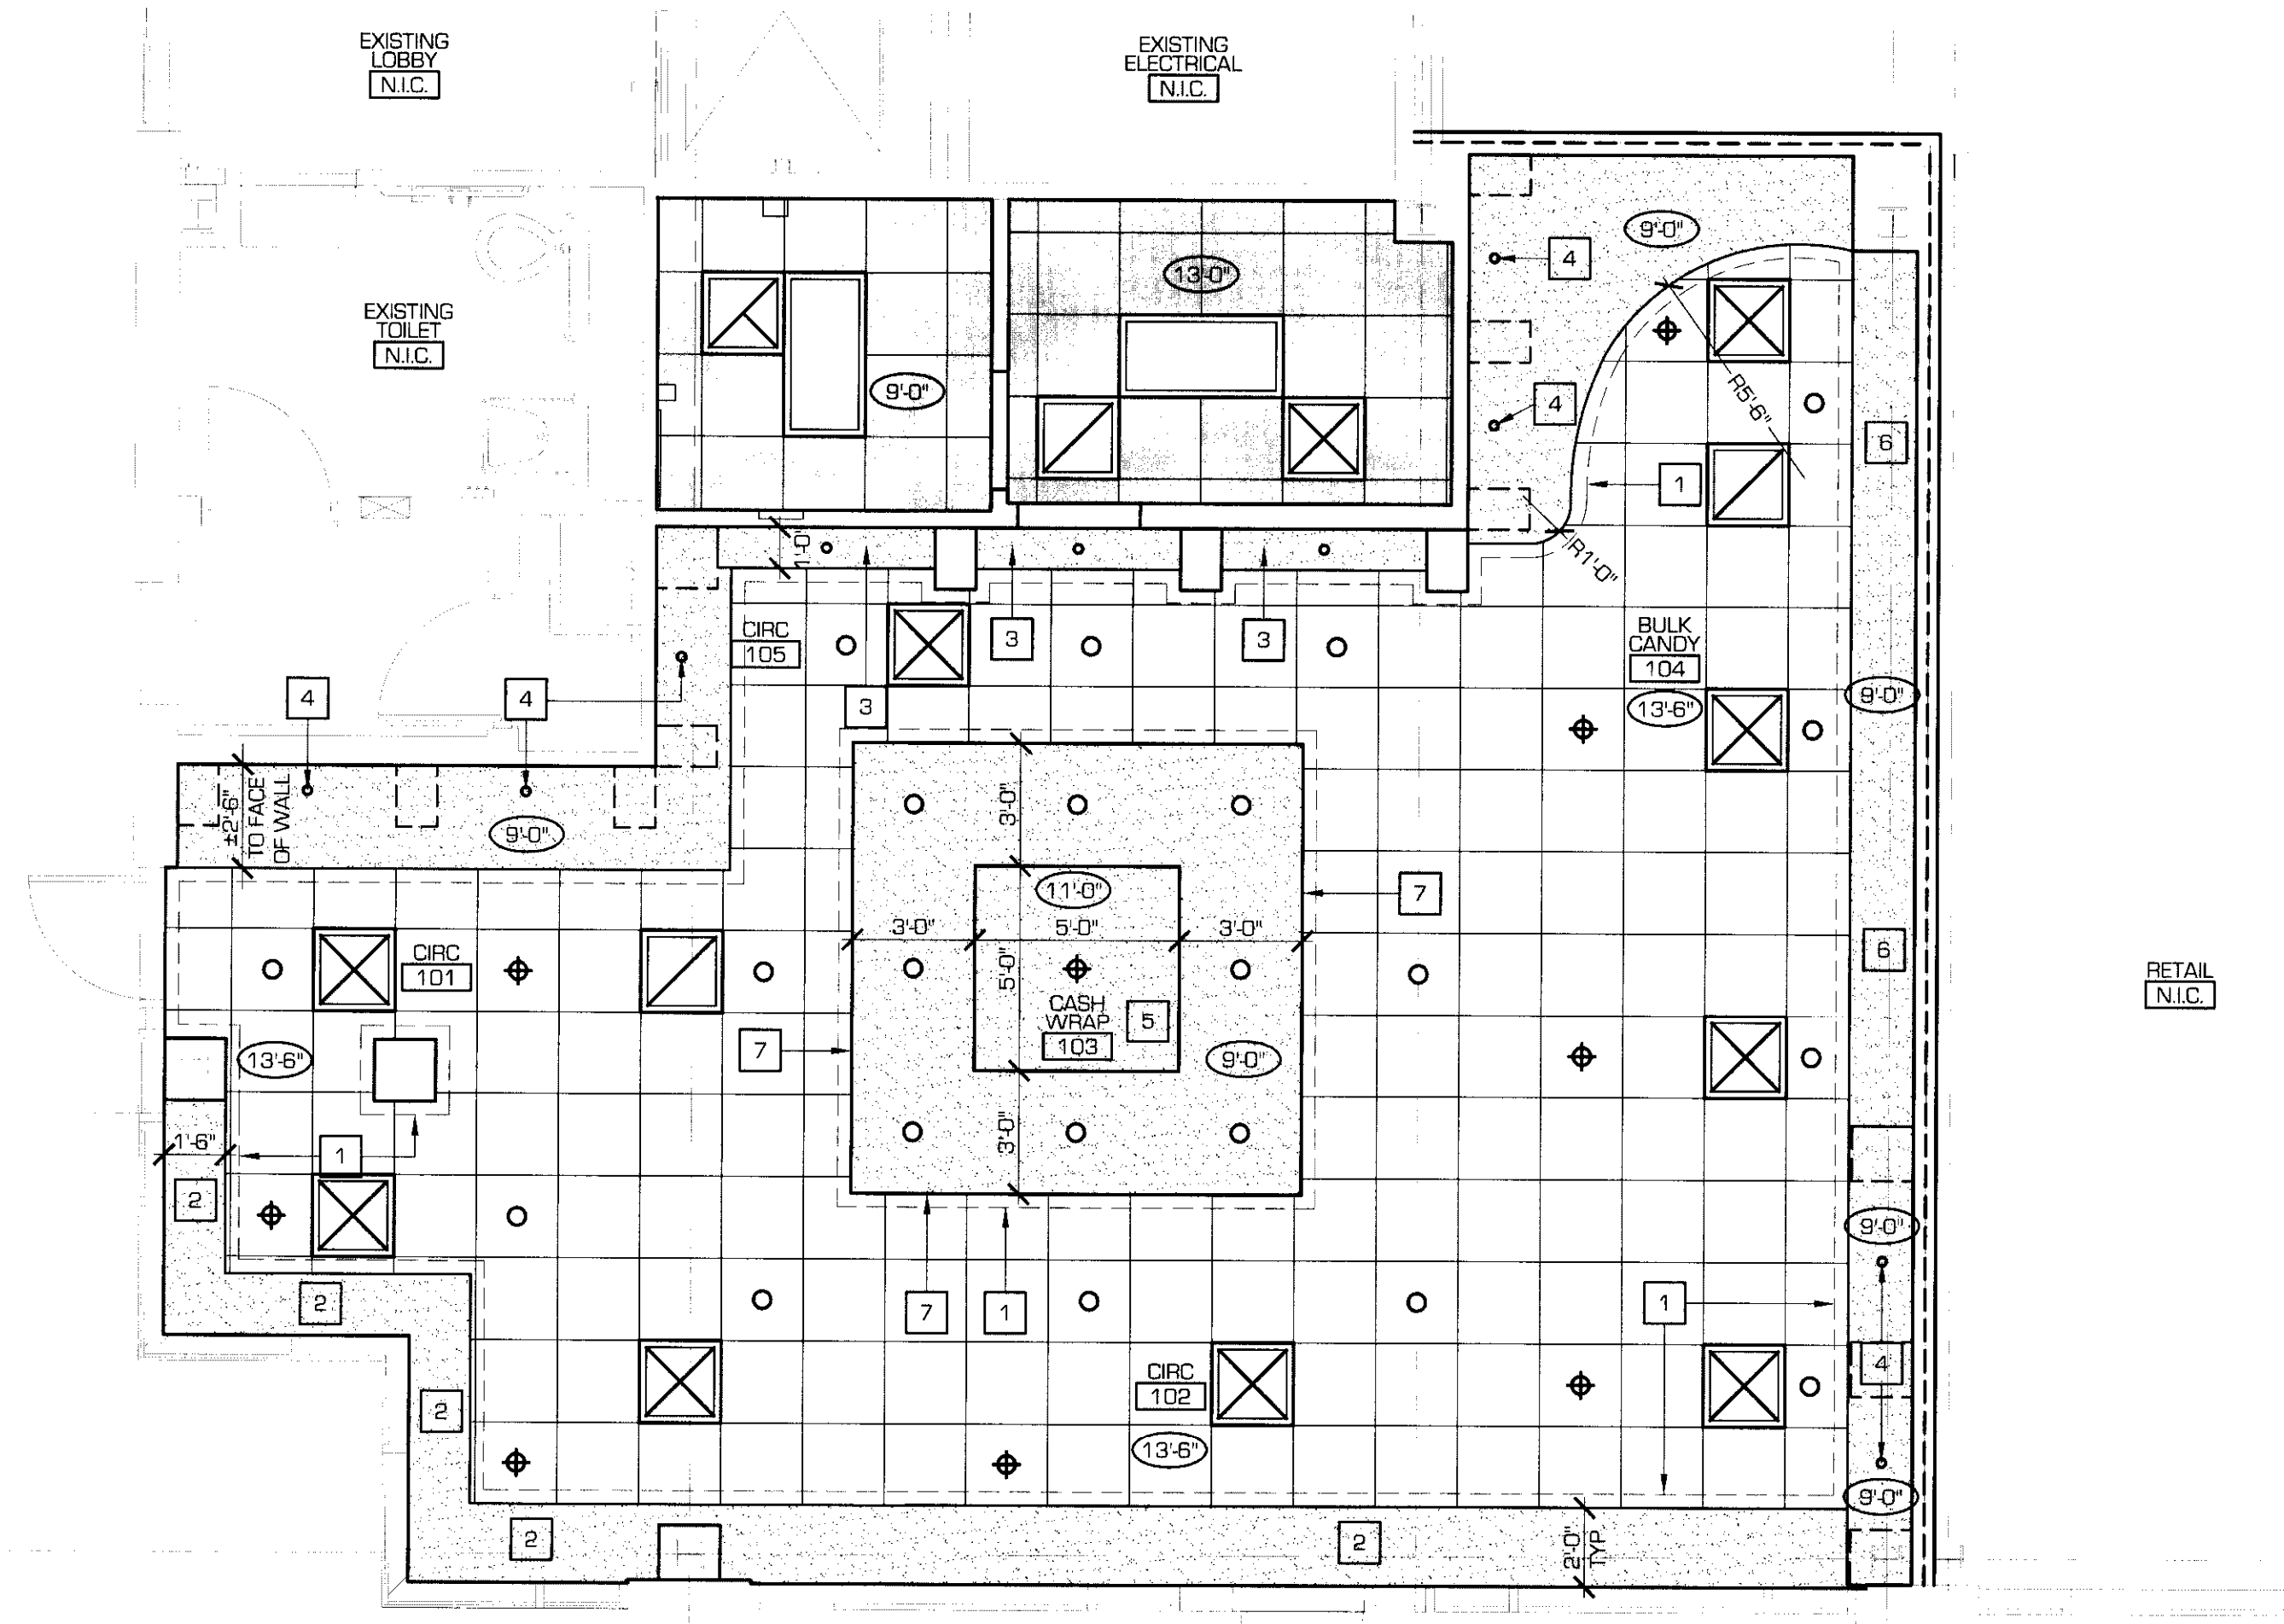 EXISTING
LOBBY
N.I.C.
EXISTING
ELECTRICAL
N.I.C.
9'-0"
4
13'-0"
EXISTING
TOILET
N.I.C.
9'-0"
R5'-6"
4
6
1
1'-0"
R1'-0"
CIRC
105
3
3
BULK
CANDY
104
13'-6"
9'-0"
4
4
3
±2'-6"
TO FACE
OF WALL
9'-0"
3'-0"
11'-0"
7
3'-0"
5'-0"
3'-0"
6
CIRC
101
5'-0"
CASH
WRAP
103
5
RETAIL
N.I.C.
13'-6"
7
9'-0"
1'-6"
1
3'-0"
2
9'-0"
2
7
1
1
4
CIRC
102
2
13'-6"
9'-0"
2
2
2'-0"
TYP